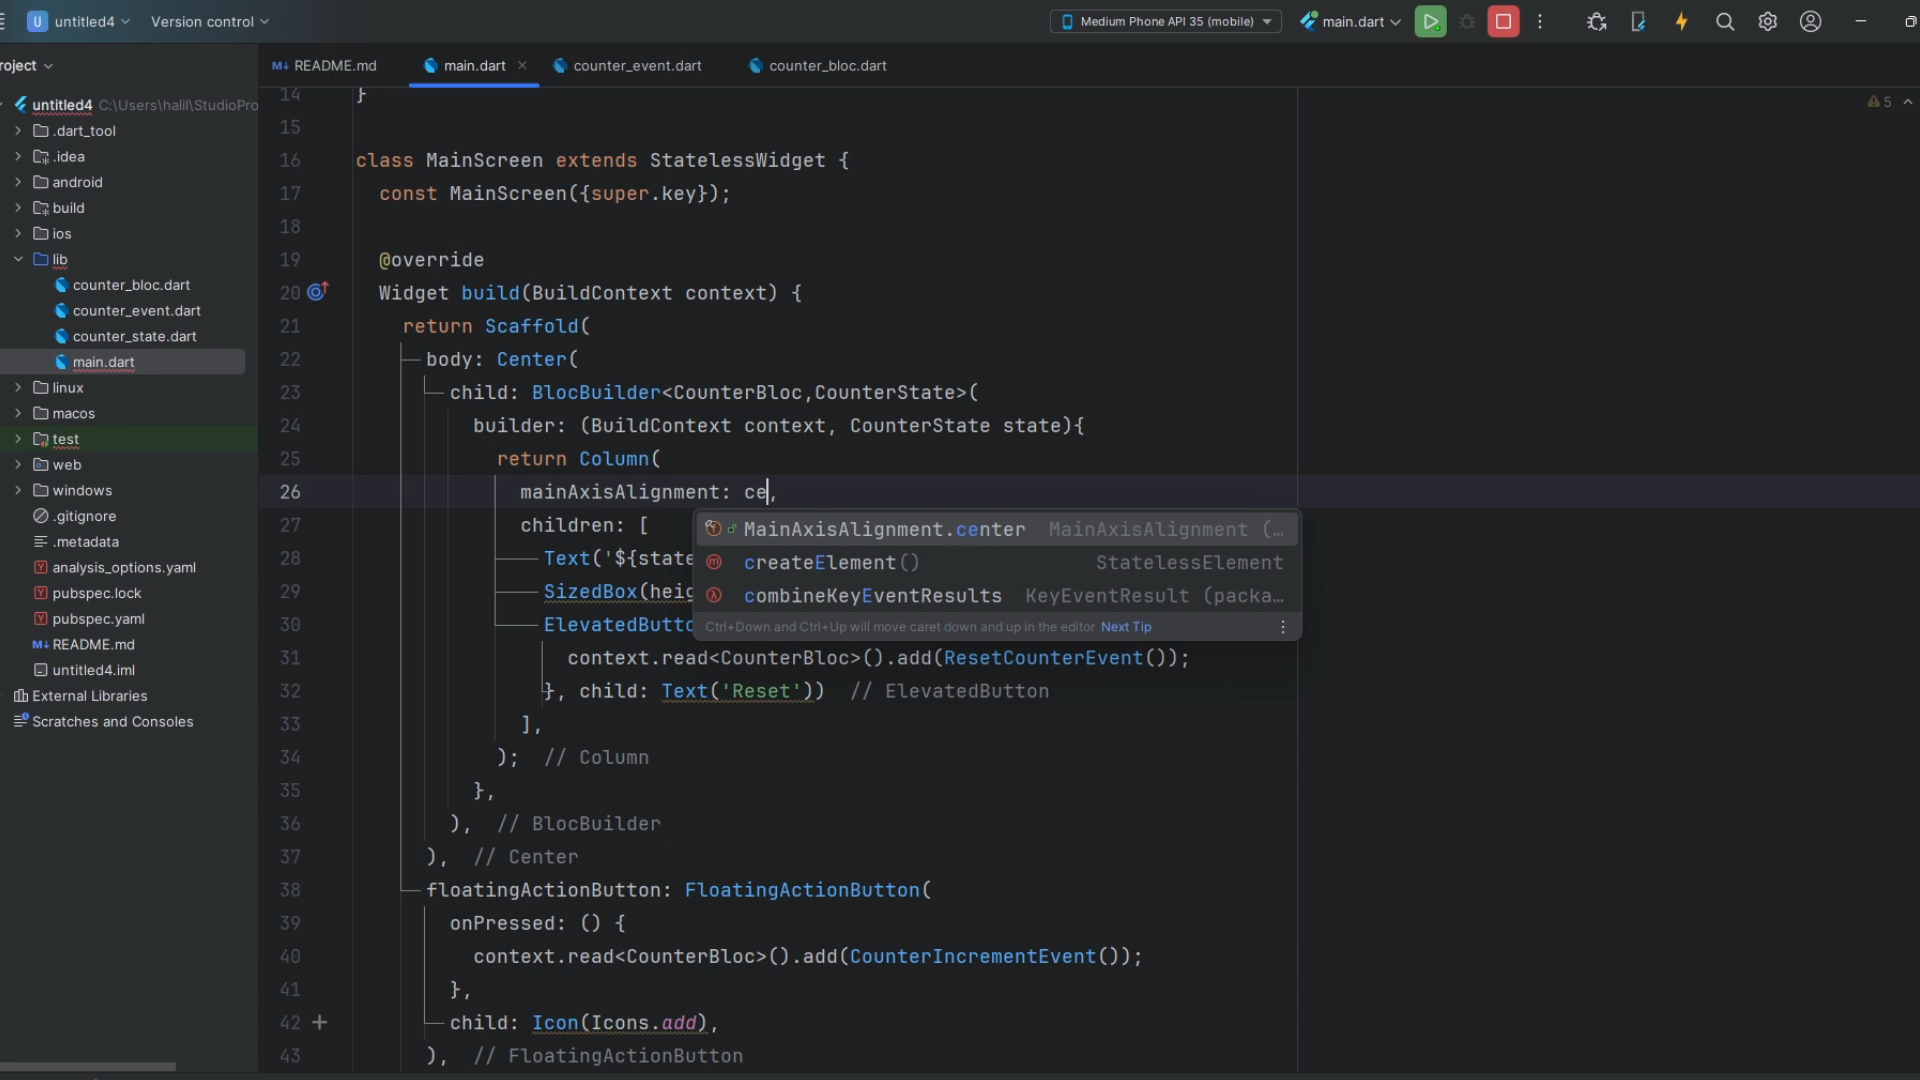 U untitled4 Version control Medium Phone API 35 (mobile) main.dart
roject README.md main.dart counter_event.dart counter_bloc.dart
untitled4 C:\Users\halil\StudioPro
.dart_tool
.idea
android
build
ios
lib
counter_bloc.dart
counter_event.dart
counter_state.dart
main.dart
linux
macos
test
web
windows
.gitignore
.metadata
analysis_options.yaml
pubspec.lock
pubspec.yaml
README.md
untitled4.iml
External Libraries
Scratches and Consoles
5
14 }
15
16 class MainScreen extends StatelessWidget {
17 const MainScreen({super.key});
18
19 @override
20 Widget build(BuildContext context) {
21 return Scaffold(
22 body: Center(
23 child: BlocBuilder<CounterBloc,CounterState>(
24 builder: (BuildContext context, CounterState state){
25 return Column(
26 mainAxisAlignment: ce,
27 children: [
28 Text('${state
29 SizedBox(heig
30 ElevatedButto
MainAxisAlignment.center MainAxisAlignment (…
createElement() StatelessElement
combineKeyEventResults KeyEventResult (packa…
Ctrl+Down and Ctrl+Up will move caret down and up in the editor Next Tip
31 context.read<CounterBloc>().add(ResetCounterEvent());
32 }, child: Text('Reset')) // ElevatedButton
33 ],
34 ); // Column
35 },
36 ), // BlocBuilder
37 ), // Center
38 floatingActionButton: FloatingActionButton(
39 onPressed: () {
40 context.read<CounterBloc>().add(CounterIncrementEvent());
41 },
42 child: Icon(Icons.add),
43 ), // FloatingActionButton